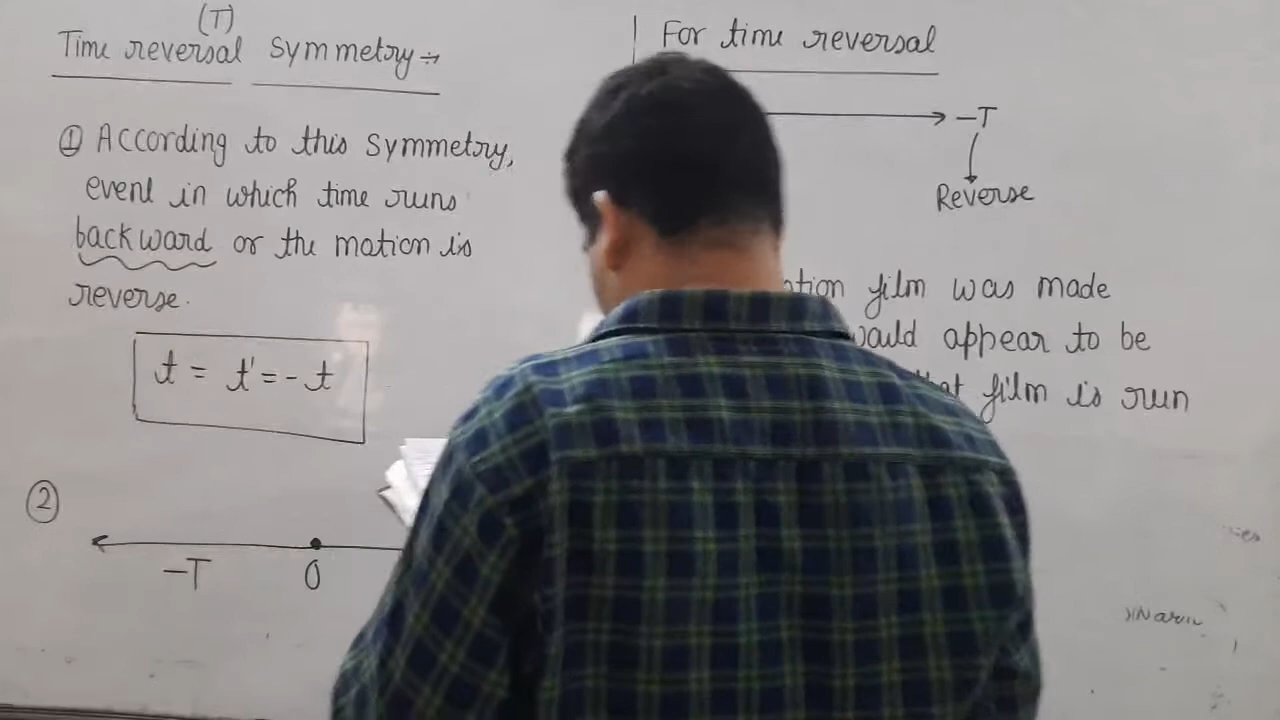 (T)
Time reversal Symmetry÷
① According to this symmetry,
event in which time runs
backward or the motion is
reverse.
t = t' = - t
②
-T 0
For time reversal
-T
Reverse
film was made
appear to be
film is run